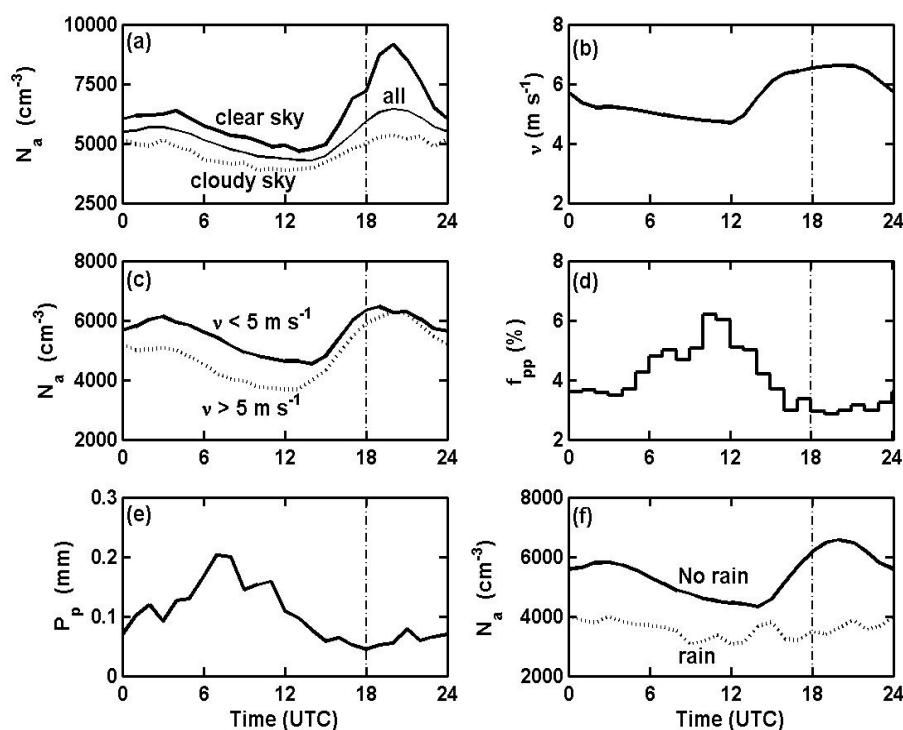 (a)
10000
7500
5000
2500
N_a (cm^-3)
clear sky
all
cloudy sky
0 6 12 18 24
(b)
8
6
4
2
ν (m s^-1)
0 6 12 18 24
(c)
8000
6000
4000
2000
N_a (cm^-3)
ν < 5 m s^-1
ν > 5 m s^-1
0 6 12 18 24
(d)
8
6
4
2
f_pp (%)
0 6 12 18 24
(e)
0.3
0.2
0.1
0
P_p (mm)
0 6 12 18 24
Time (UTC)
(f)
8000
6000
4000
2000
N_a (cm^-3)
No rain
rain
0 6 12 18 24
Time (UTC)